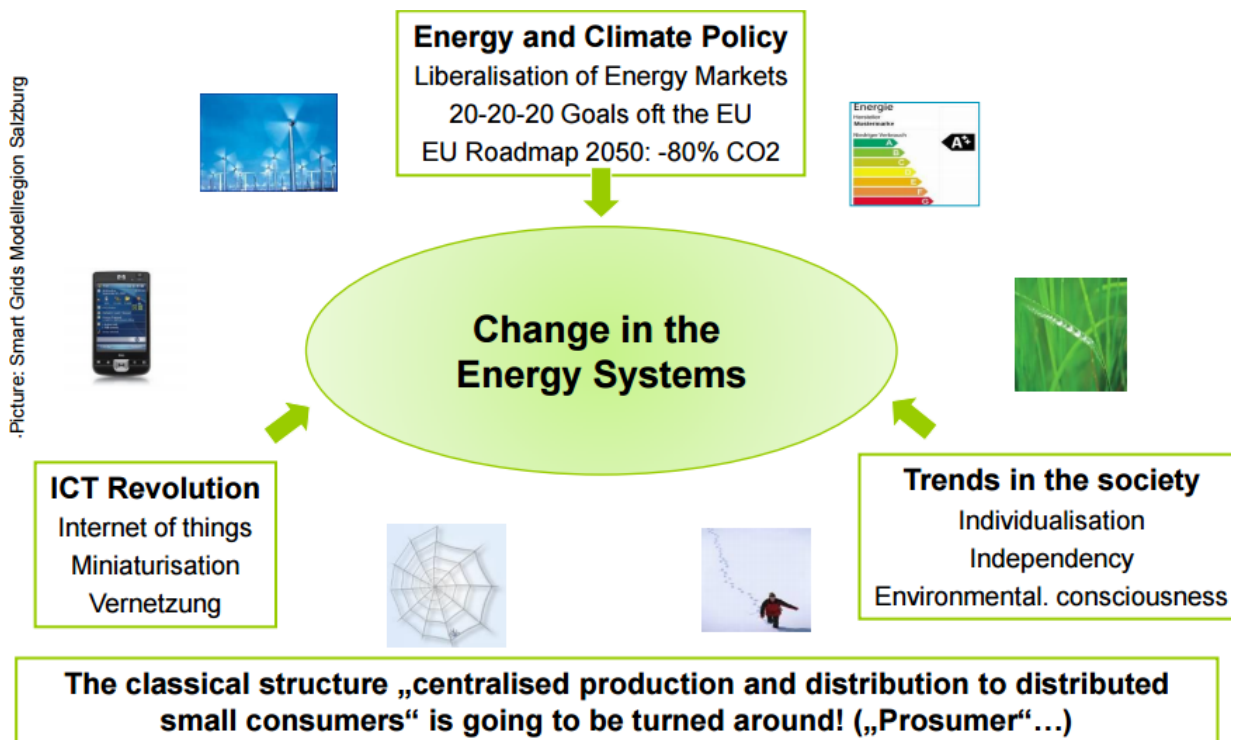 Energy and Climate Policy
Liberalisation of Energy Markets
20-20-20 Goals oft the EU
EU Roadmap 2050: -80% CO2
·Picture: Smart Grids Modellregion Salzburg
Energie
Hersteller
Niedriger Verbrauch
A
B
C
D
E
F
G
A+
Change in the
Energy Systems
ICT Revolution
Internet of things
Miniaturisation
Vernetzung
Trends in the society
Individualisation
Independency
Environmental. consciousness
The classical structure „centralised production and distribution to distributed
small consumers“ is going to be turned around! („Prosumer“…)